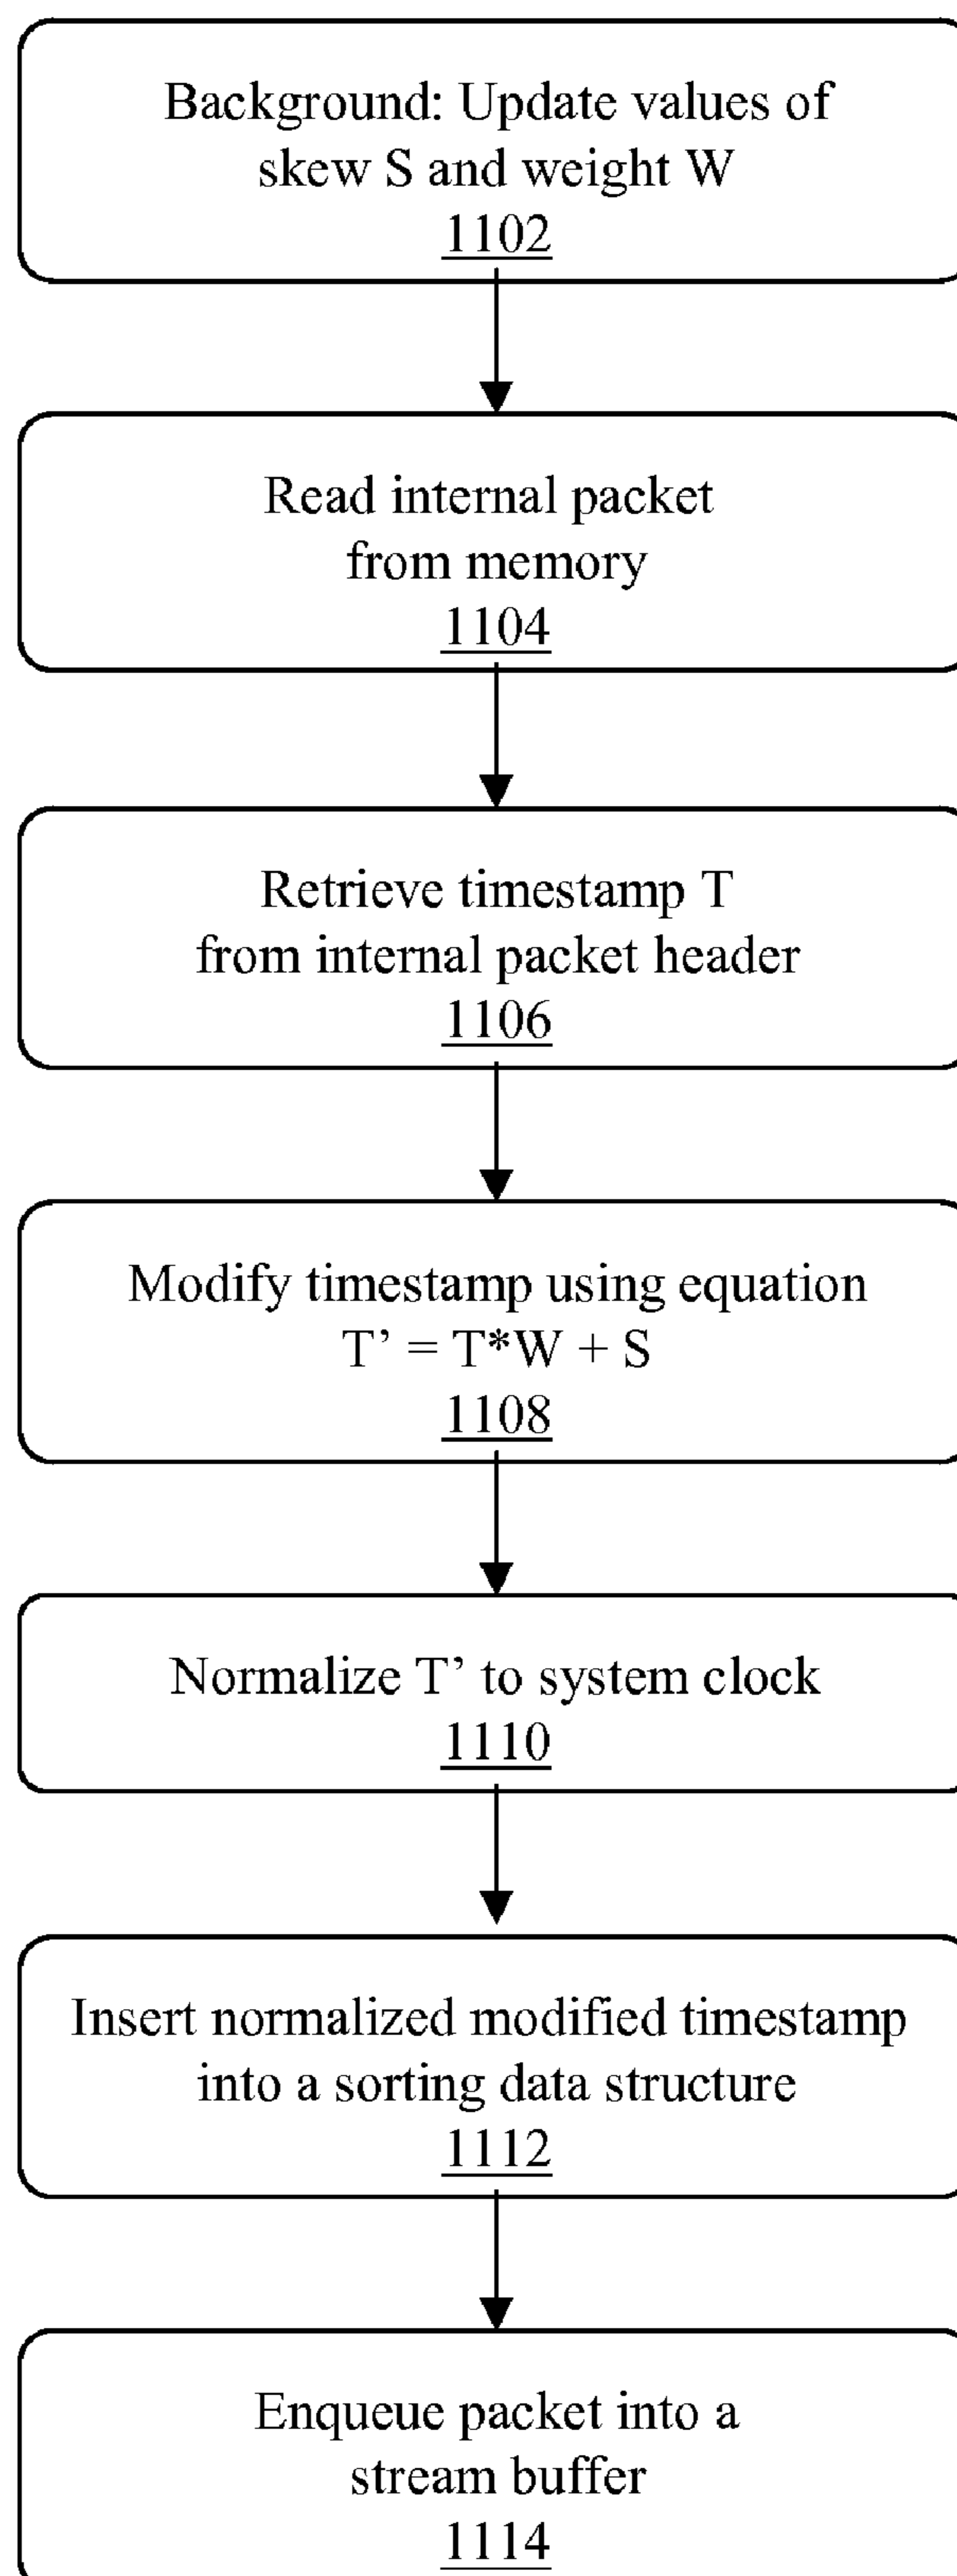 Background: Update values of
skew S and weight W
1102
Read internal packet
from memory
1104
Retrieve timestamp T
from internal packet header
1106
Modify timestamp using equation
T’ = T*W + S
1108
Normalize T’ to system clock
1110
Insert normalized modified timestamp
into a sorting data structure
1112
Enqueue packet into a
stream buffer
1114